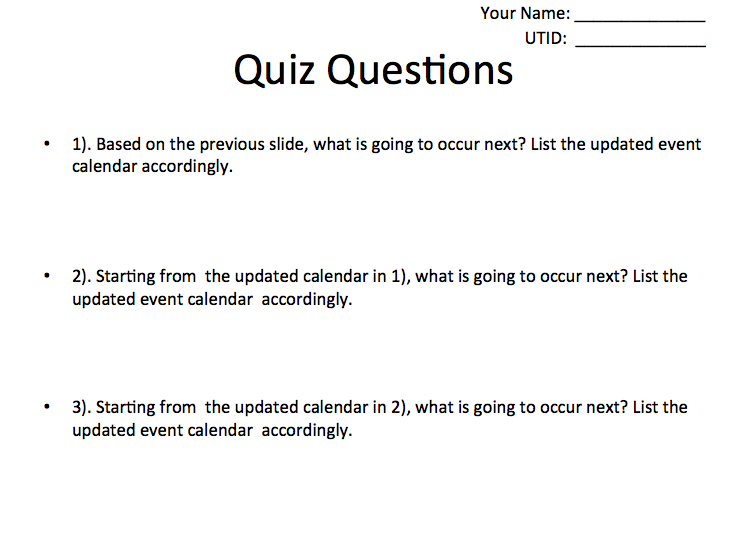 Your Name: _______________
UTID: _______________
Quiz Questions
• 1). Based on the previous slide, what is going to occur next? List the updated event
calendar accordingly.
• 2). Starting from  the updated calendar in 1), what is going to occur next? List the
updated event calendar  accordingly.
• 3). Starting from  the updated calendar in 2), what is going to occur next? List the
updated event calendar  accordingly.